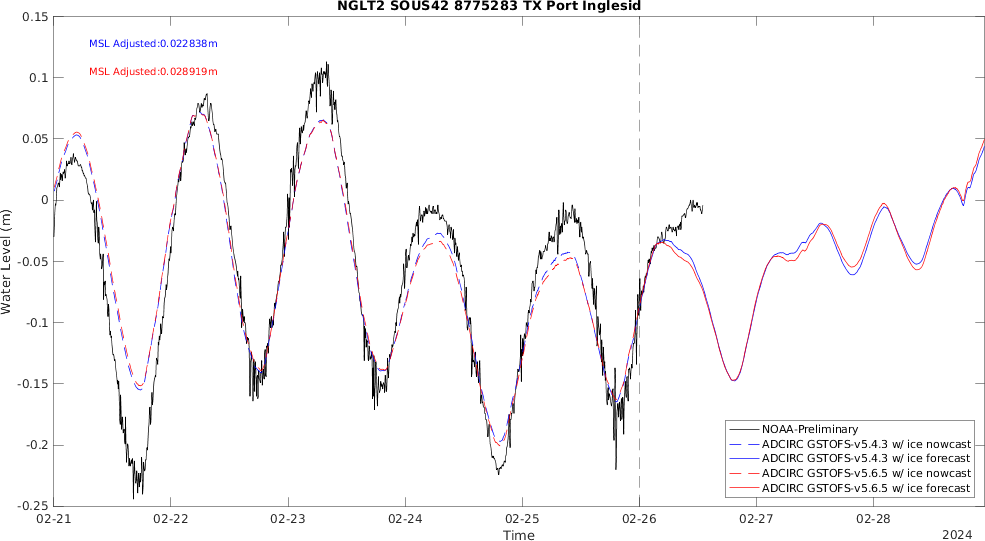 NGLT2 SOUS42 8775283 TX Port Inglesid
MSL Adjusted:0.022838m
MSL Adjusted:0.028919m
0.15
0.1
0.05
0
-0.05
-0.1
-0.15
-0.2
-0.25
Water Level (m)
NOAA-Preliminary
ADCIRC GSTOFS-v5.4.3 w/ ice nowcast
ADCIRC GSTOFS-v5.4.3 w/ ice forecast
ADCIRC GSTOFS-v5.6.5 w/ ice nowcast
ADCIRC GSTOFS-v5.6.5 w/ ice forecast
02-21 02-22 02-23 02-24 02-25 02-26 02-27 02-28
Time
2024